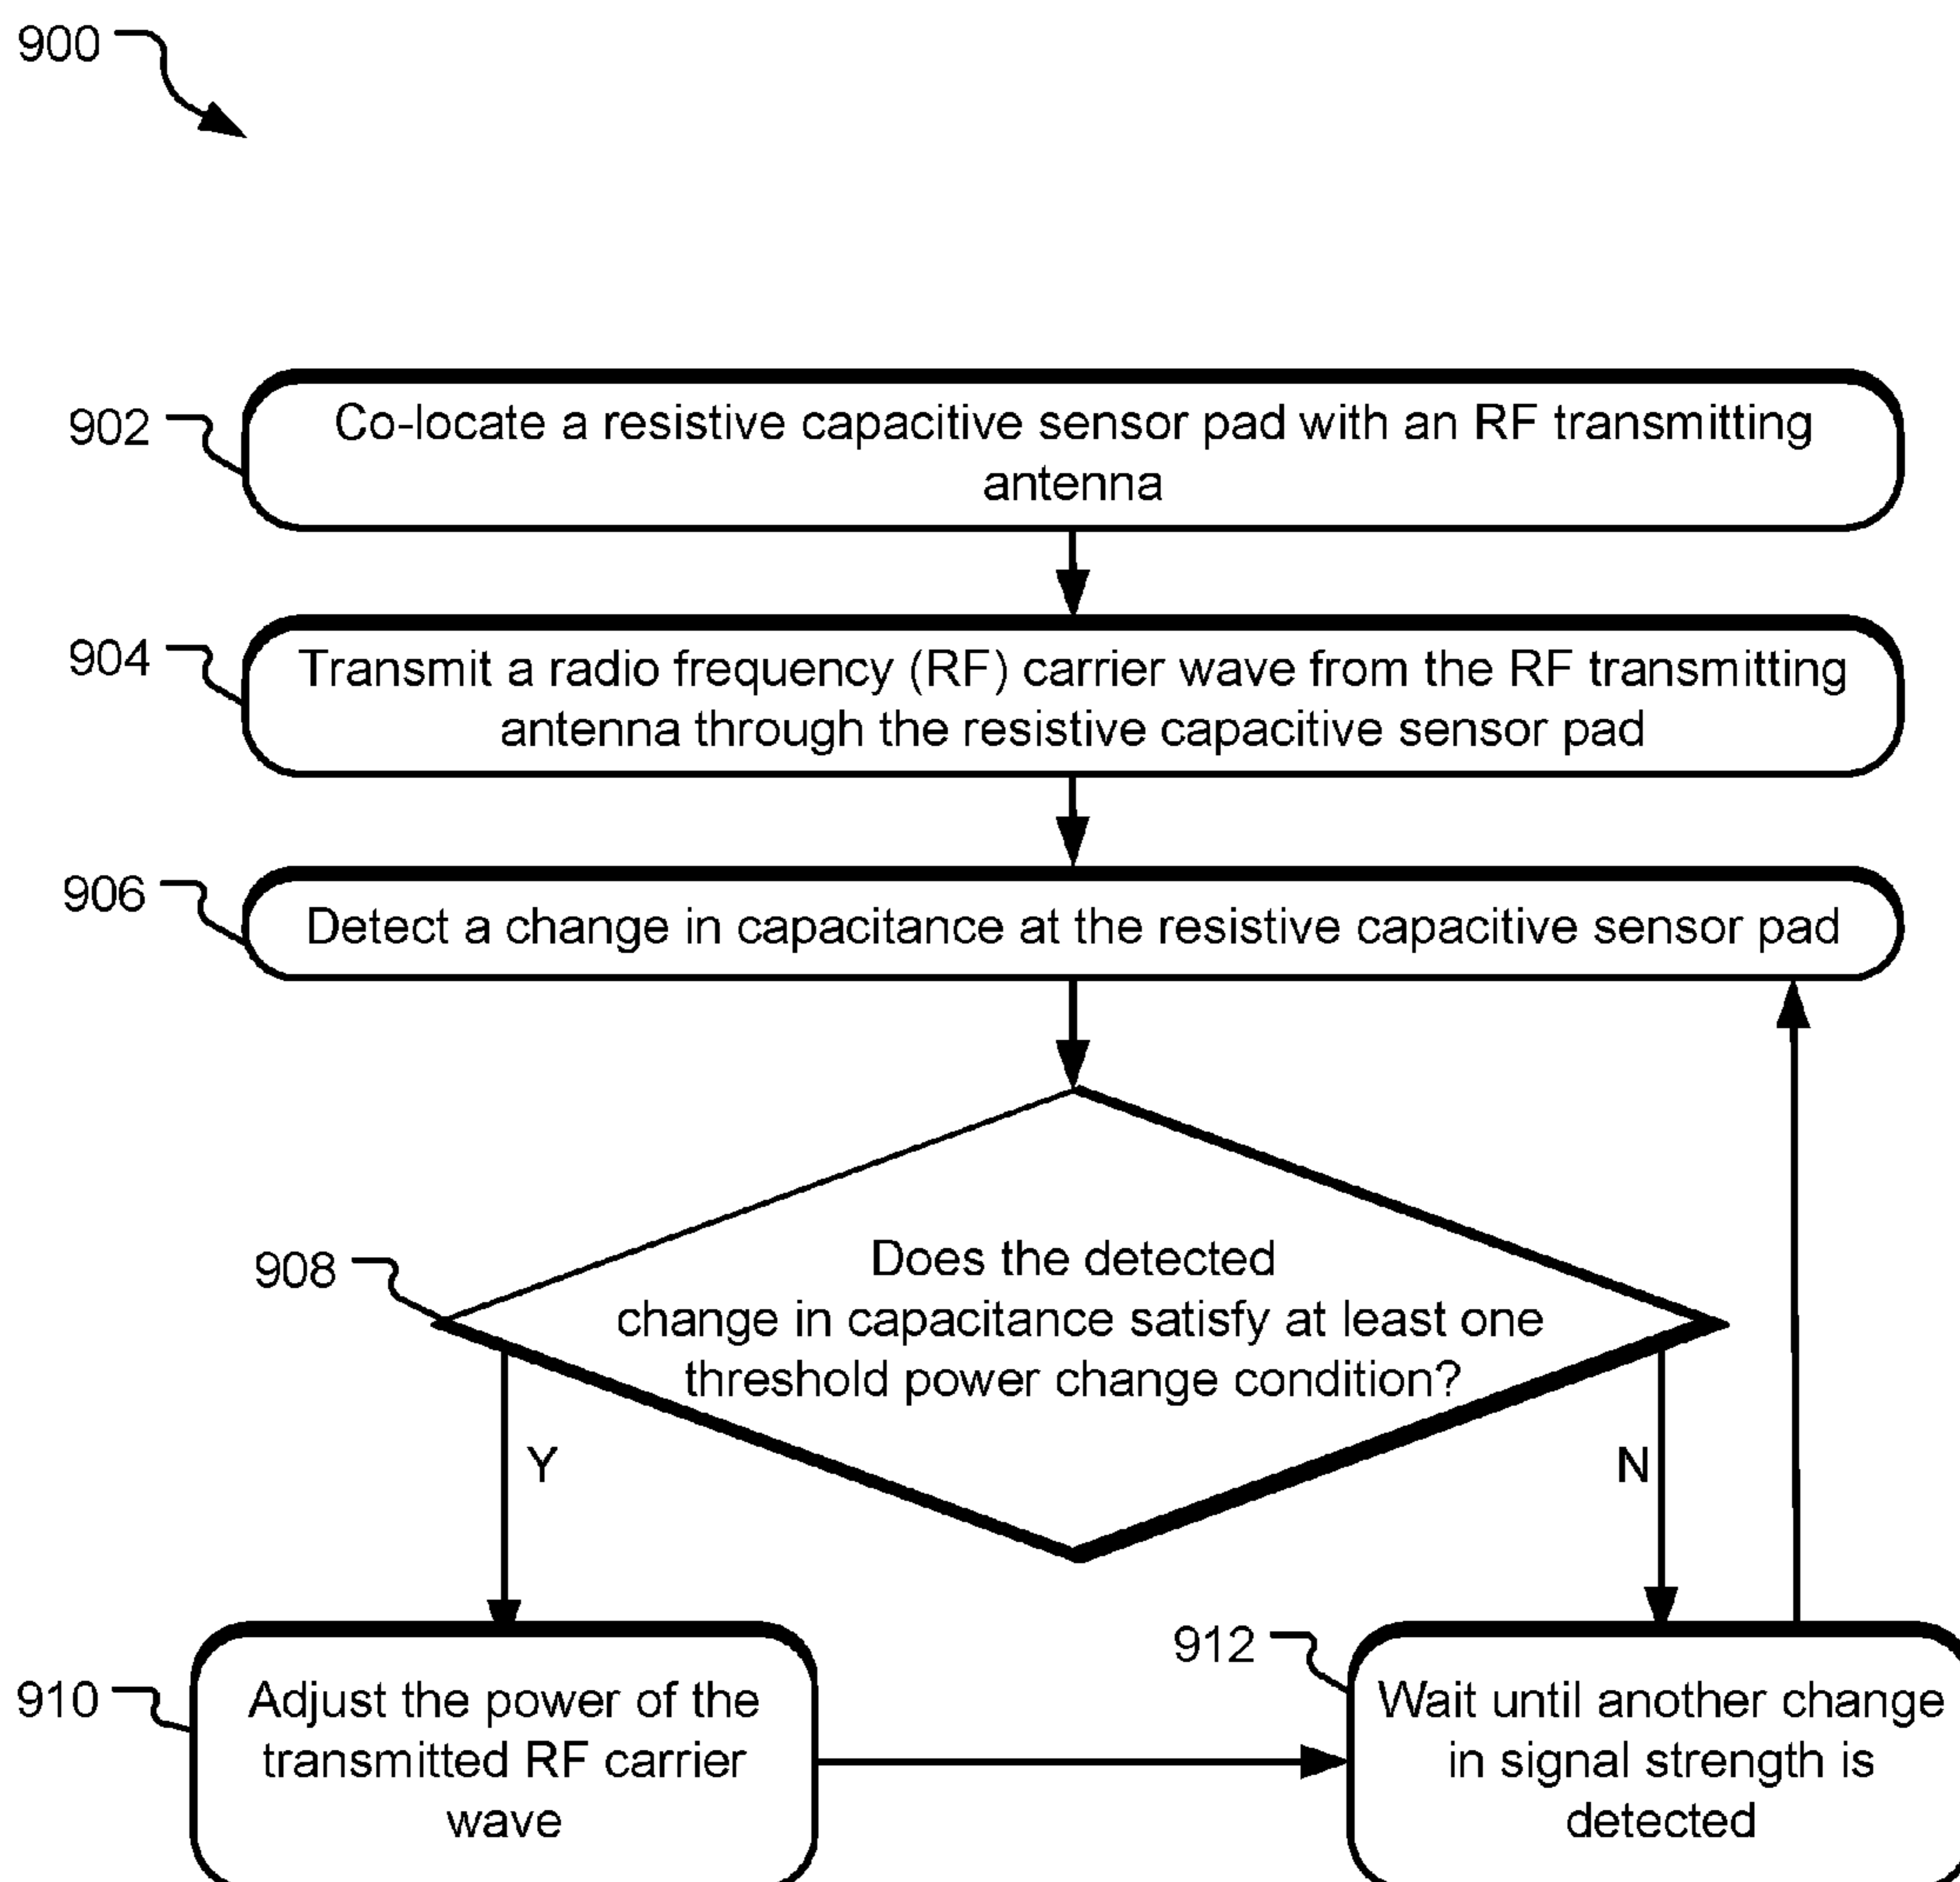 900
902
Co-locate a resistive capacitive sensor pad with an RF transmitting
antenna
904
Transmit a radio frequency (RF) carrier wave from the RF transmitting
antenna through the resistive capacitive sensor pad
906
Detect a change in capacitance at the resistive capacitive sensor pad
908
Does the detected
change in capacitance satisfy at least one
threshold power change condition?
Y
N
910
Adjust the power of the
transmitted RF carrier
wave
912
Wait until another change
in signal strength is
detected